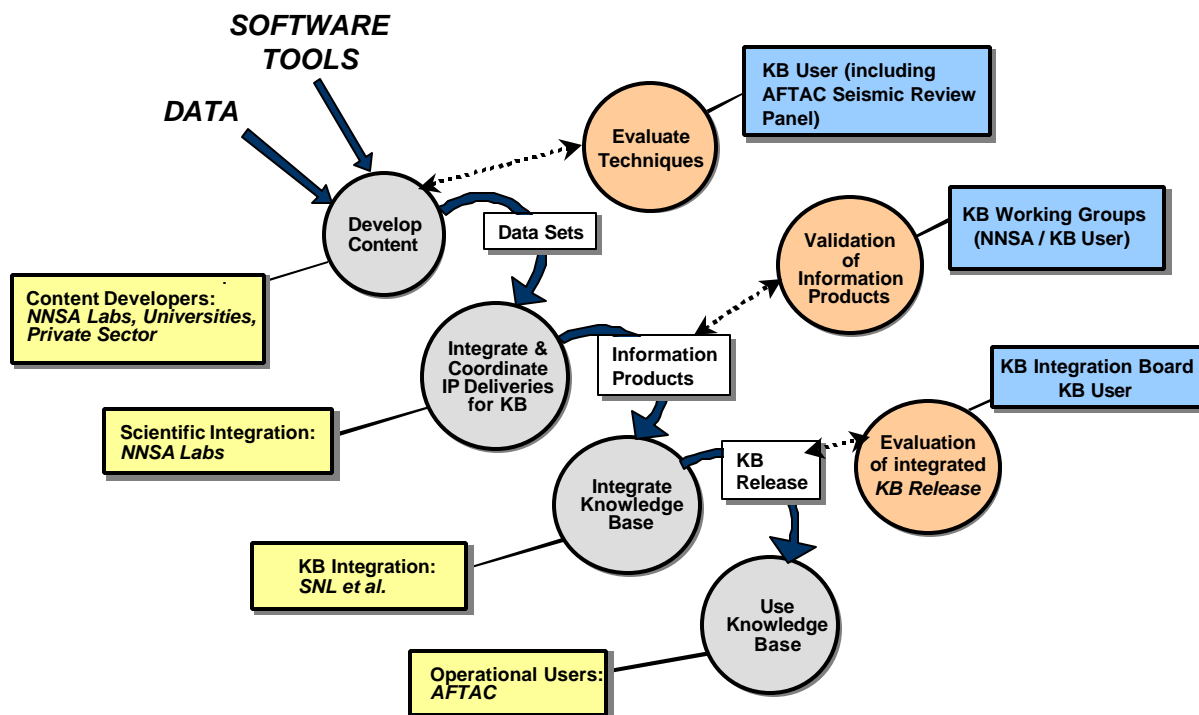 SOFTWARE
TOOLS
DATA
KB User (including
AFTAC Seismic Review
Panel)
Evaluate
Techniques
Develop
Content
Data Sets
KB Working Groups
(NNSA / KB User)
Validation
of
Information
Products
Content Developers:
NNSA Labs, Universities,
Private Sector
Integrate &
Coordinate
IP Deliveries
for KB
Information
Products
KB Integration Board
KB User
Scientific Integration:
NNSA Labs
Evaluation
of integrated
KB Release
KB
Release
Integrate
Knowledge
Base
KB Integration:
SNL et al.
Use
Knowledge
Base
Operational Users:
AFTAC